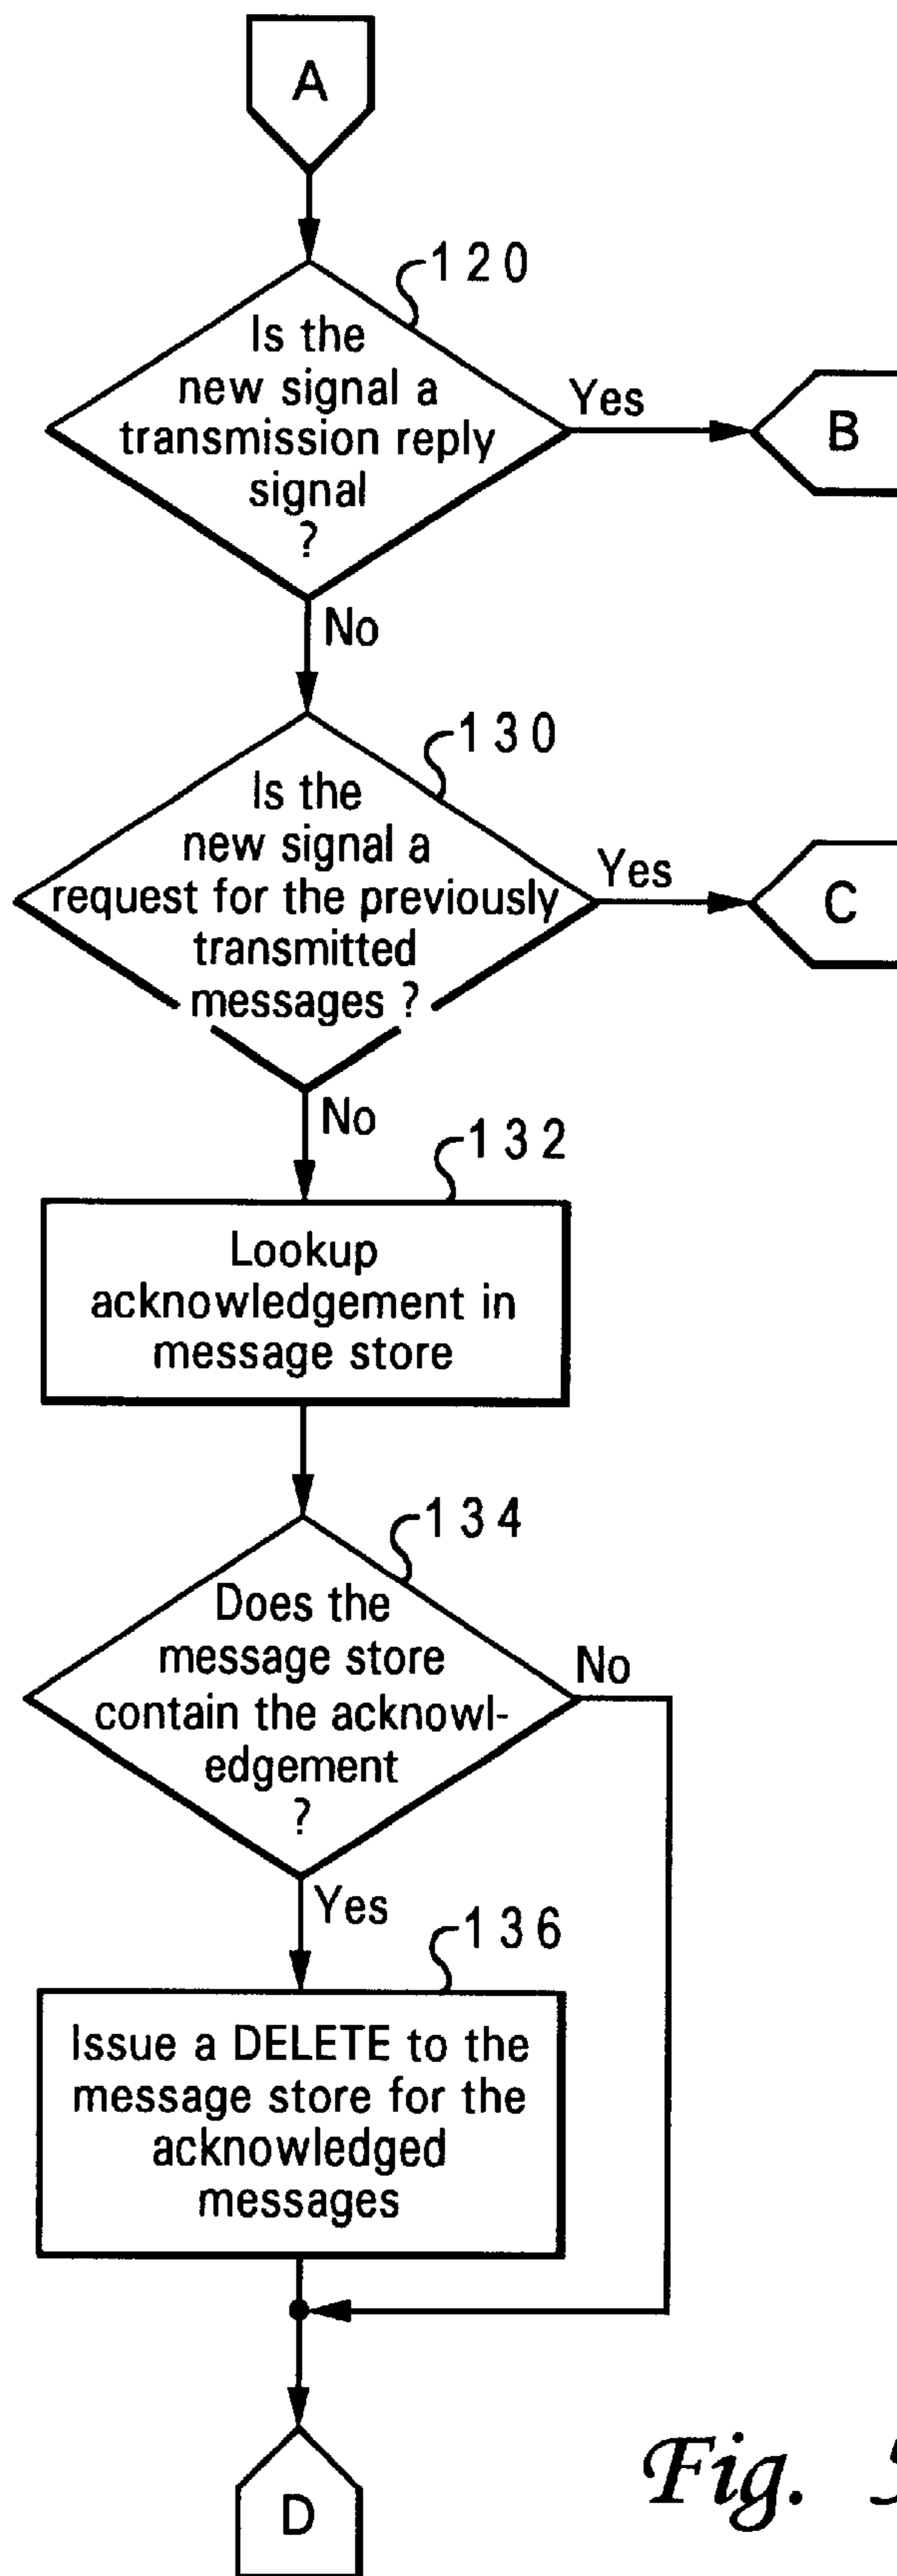 A
120
Is the
new signal a
transmission reply
signal
?
Yes
B
No
130
Is the
new signal a
request for the previously
transmitted
messages ?
Yes
C
No
132
Lookup
acknowledgement in
message store
134
Does the
message store
contain the acknowl-
edgement
?
No
Yes
136
Issue a DELETE to the
message store for the
acknowledged
messages
D
Fig.